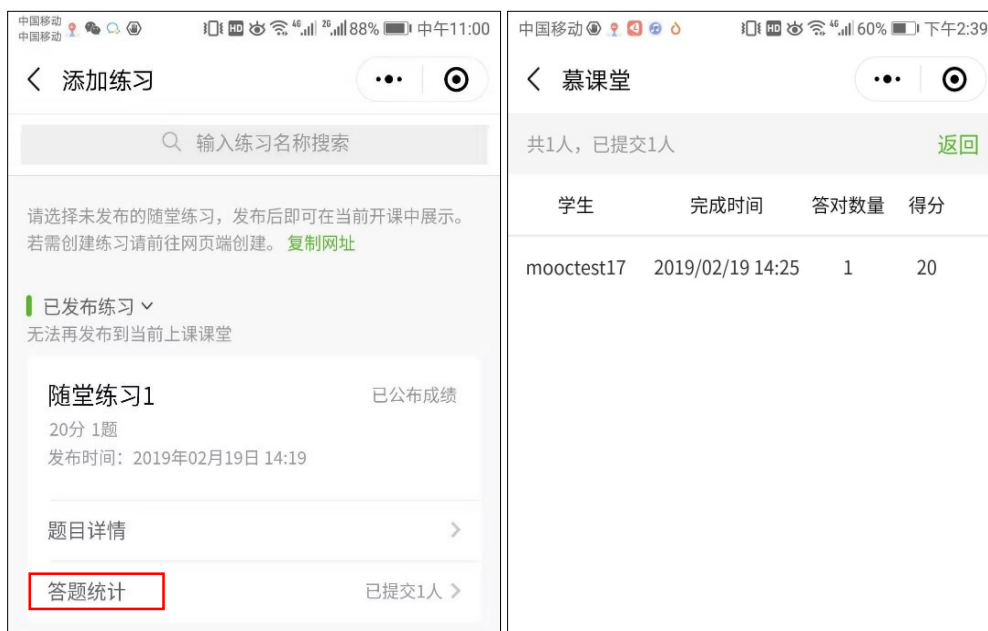 中国移动
中国移动
HD 46 26 88% 中午11:00
添加练习
输入练习名称搜索
请选择未发布的随堂练习，发布后即可在当前开课中展示。
若需创建练习请前往网页端创建。 复制网址
已发布练习
无法再发布到当前上课课堂
随堂练习1 已公布成绩
20分 1题
发布时间：2019年02月19日 14:19
题目详情
答题统计 已提交1人
中国移动 HD 46 60% 下午2:39
慕课堂
共1人，已提交1人 返回
学生 完成时间 答对数量 得分
mooctest17 2019/02/19 14:25 1 20